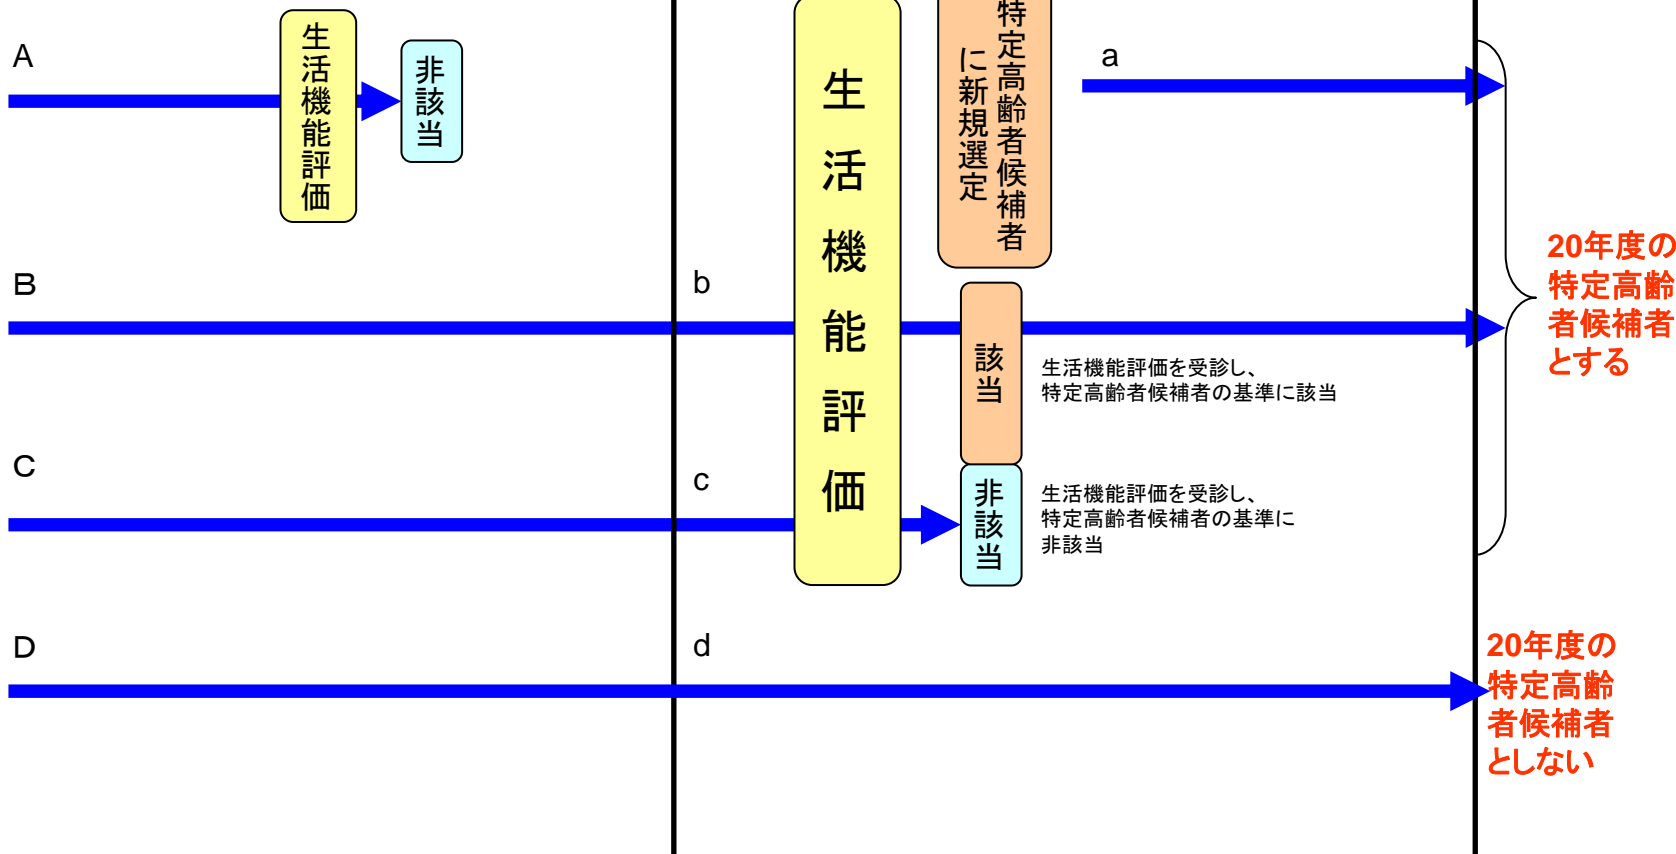 A
生活機能評価
非該当
生活機能評価
特定高齢者候補者
に新規選定
a
B
b
該当
生活機能評価を受診し、
特定高齢者候補者の基準に該当
20年度の
特定高齢
者候補者
とする
C
c
非該当
生活機能評価を受診し、
特定高齢者候補者の基準に
非該当
D
d
20年度の
特定高齢
者候補者
としない